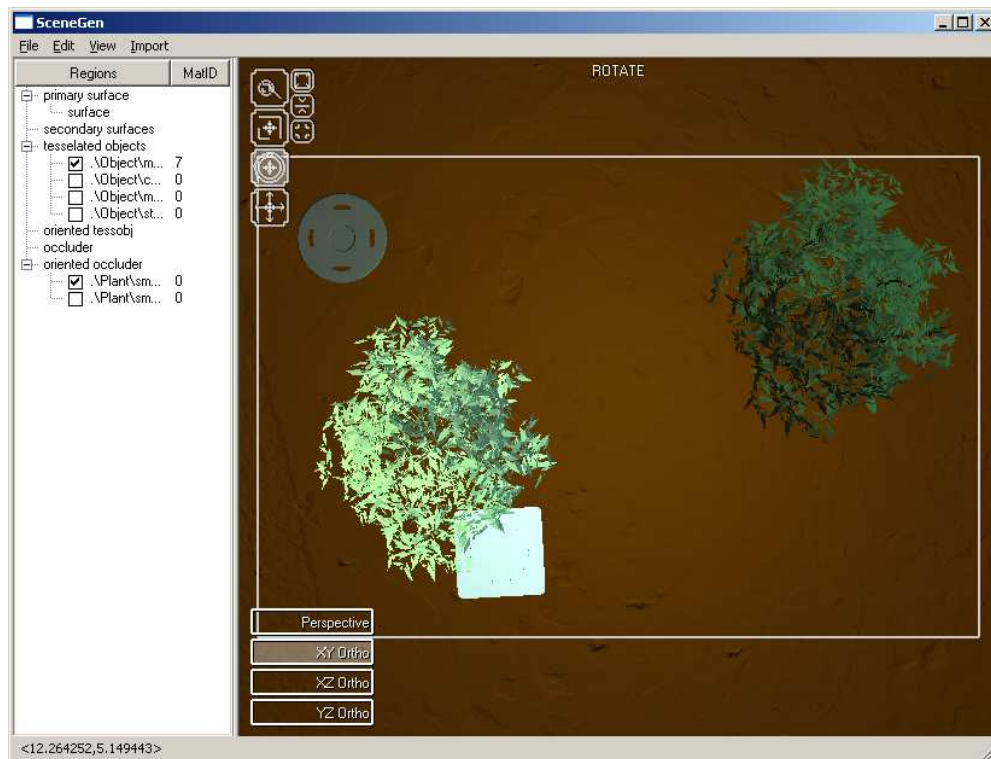 SceneGen
File Edit View Import
Regions MatID
primary surface
surface
secondary surfaces
tesselated objects
.\Object\m... 7
.\Object\c... 0
.\Object\m... 0
.\Object\st... 0
oriented tessobj
occluder
oriented occluder
.\Plant\sm... 0
.\Plant\sm... 0
ROTATE
Perspective
XY Ortho
XZ Ortho
YZ Ortho
<12.264252,5.149443>